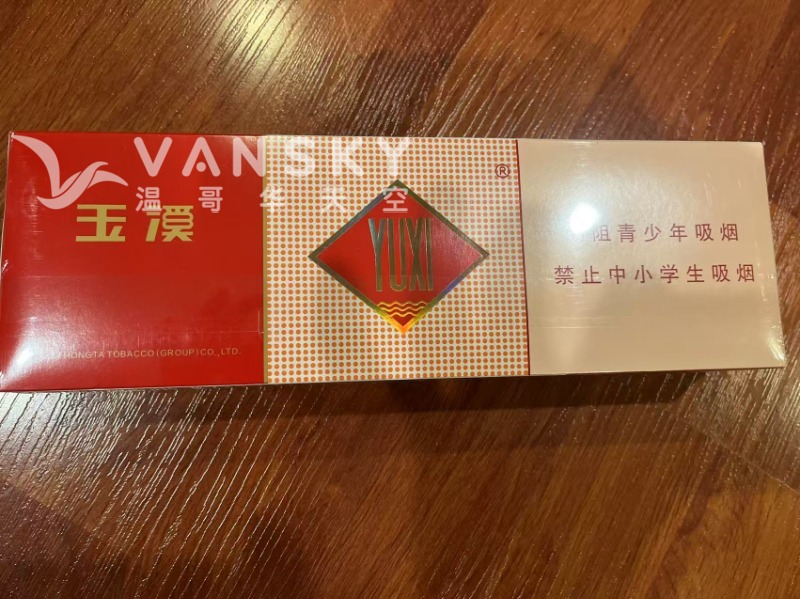 VANSKY
温哥华天空
玉溪
HONGTA TOBACCO (GROUP) CO., LTD.
®
YUXI
阻青少年吸烟
禁止中小学生吸烟